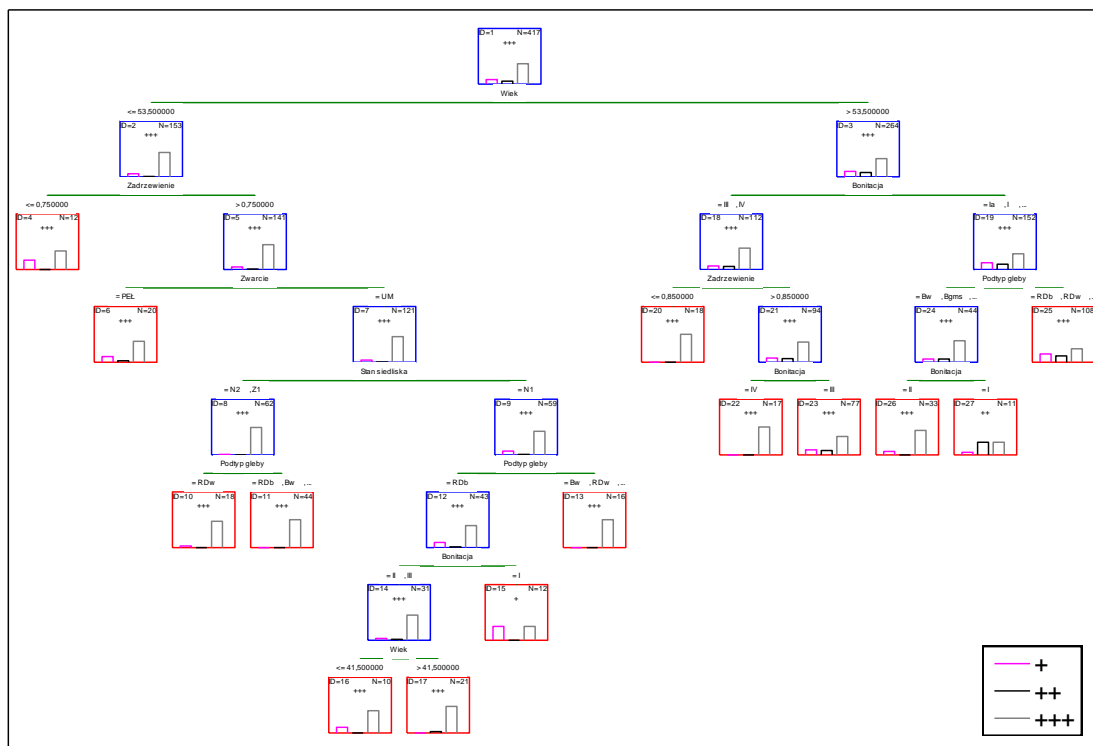 ID=1 N=417
+++
Wiek
<= 53,500000 > 53,500000
ID=2 N=153
+++
Zadrzewienie
ID=3 N=264
+++
Bonitacja
<= 0,750000 > 0,750000
= III , IV = Ia , I ,...
ID=4 N=12
+++
ID=5 N=141
+++
Zwarcie
ID=18 N=112
+++
Zadrzewienie
ID=19 N=152
+++
Podtyp gleby
= PEŁ = UM
<= 0,850000 > 0,850000
= Bw , Bgms ,... = RDb , RDw ,...
ID=6 N=20
+++
ID=7 N=121
+++
Stan siedliska
ID=20 N=18
+++
ID=21 N=94
+++
Bonitacja
ID=24 N=44
+++
Bonitacja
ID=25 N=108
+++
= N2 , Z1 = N1
= IV = III
= II = I
ID=8 N=62
+++
Podtyp gleby
ID=9 N=59
+++
Podtyp gleby
ID=22 N=17
+++
ID=23 N=77
+++
ID=26 N=33
+++
ID=27 N=11
++
= RDw = RDb , Bw ,...
= RDb = Bw , RDw ,...
ID=10 N=18
+++
ID=11 N=44
+++
ID=12 N=43
+++
Bonitacja
ID=13 N=16
+++
= II , III = I
ID=14 N=31
+++
Wiek
ID=15 N=12
+
<= 41,500000 > 41,500000
ID=16 N=10
+++
ID=17 N=21
+++
+
++
+++